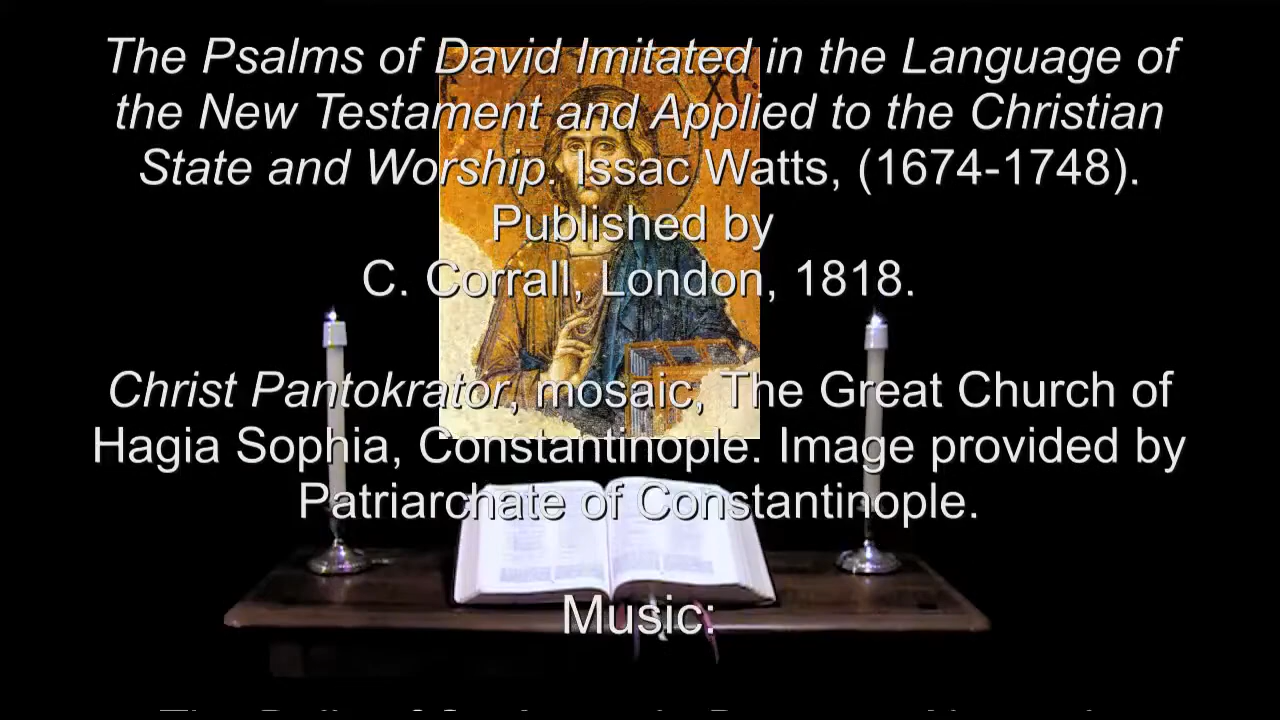 The Psalms of David Imitated in the Language of
the New Testament and Applied to the Christian
State and Worship. Issac Watts, (1674-1748).
Published by
C. Corrall, London, 1818.
Christ Pantokrator, mosaic, The Great Church of
Hagia Sophia, Constantinople. Image provided by
Patriarchate of Constantinople.
Music: